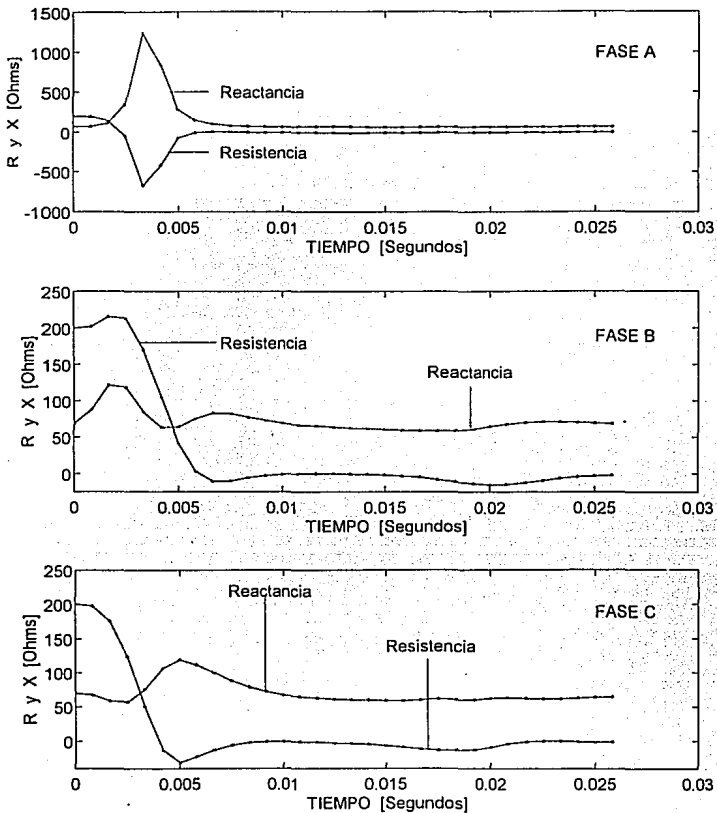 1500
1000
500
0
-500
-1000
R y X [Ohms]
FASE A
Reactancia
Resistencia
0 0.005 0.01 0.015 0.02 0.025 0.03
TIEMPO [Segundos]
250
200
150
100
50
0
R y X [Ohms]
FASE B
Resistencia
Reactancia
0 0.005 0.01 0.015 0.02 0.025 0.03
TIEMPO [Segundos]
250
200
150
100
50
0
R y X [Ohms]
Reactancia
FASE C
Resistencia
0 0.005 0.01 0.015 0.02 0.025 0.03
TIEMPO [Segundos]